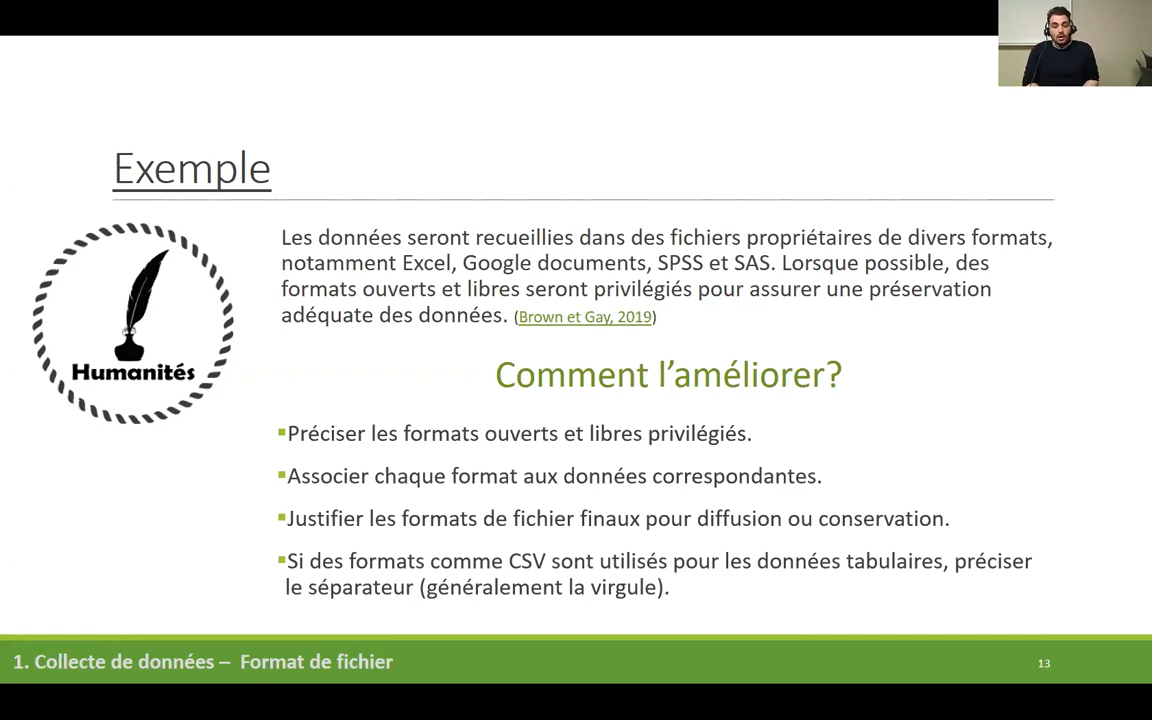 Exemple
Les données seront recueillies dans des fichiers propriétaires de divers formats,
notamment Excel, Google documents, SPSS et SAS. Lorsque possible, des
formats ouverts et libres seront privilégiés pour assurer une préservation
adéquate des données. (Brown et Gay, 2019)
Humanités
Comment l’améliorer?
▪Préciser les formats ouverts et libres privilégiés.
▪Associer chaque format aux données correspondantes.
▪Justifier les formats de fichier finaux pour diffusion ou conservation.
▪Si des formats comme CSV sont utilisés pour les données tabulaires, préciser
le séparateur (généralement la virgule).
1. Collecte de données – Format de fichier
13